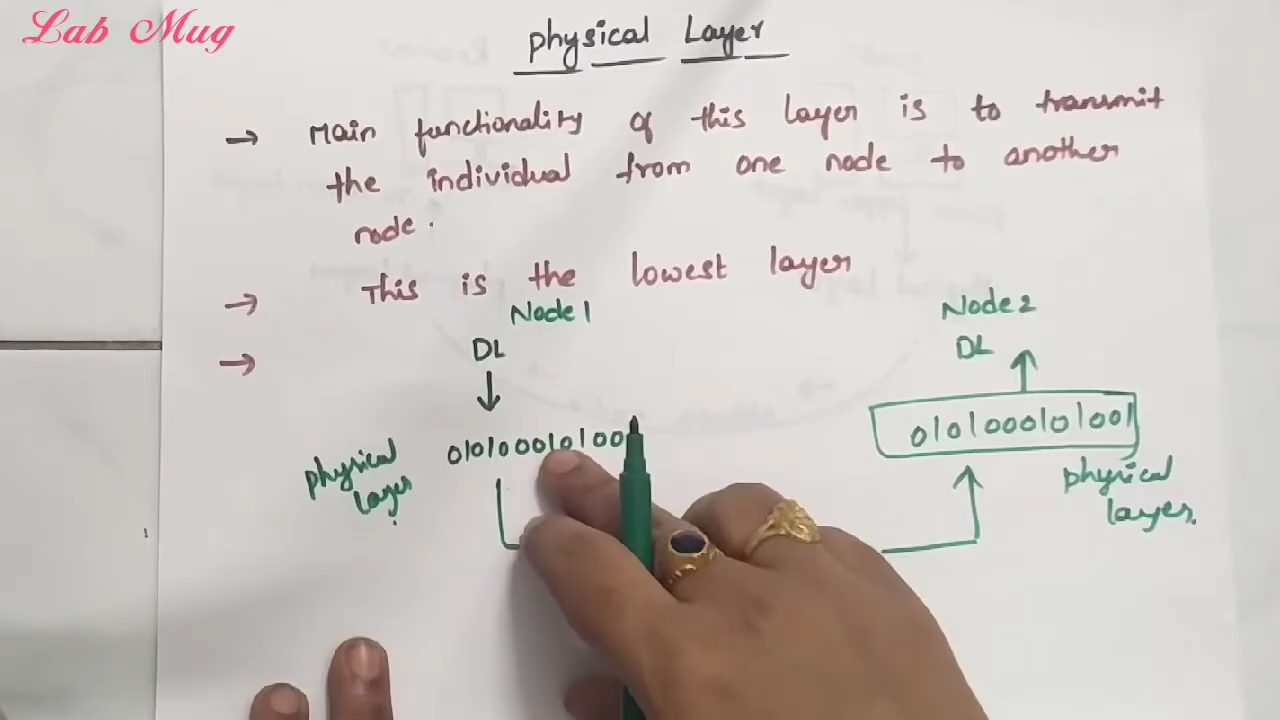 Lab Mug
physical Layer
→ Main functionality of this layer is to transmit
the individual from one node to another
node.
→ This is the lowest layer
→
Node 1
Node 2
DL
DL
0101000101001
physical
layer
physical
layer.